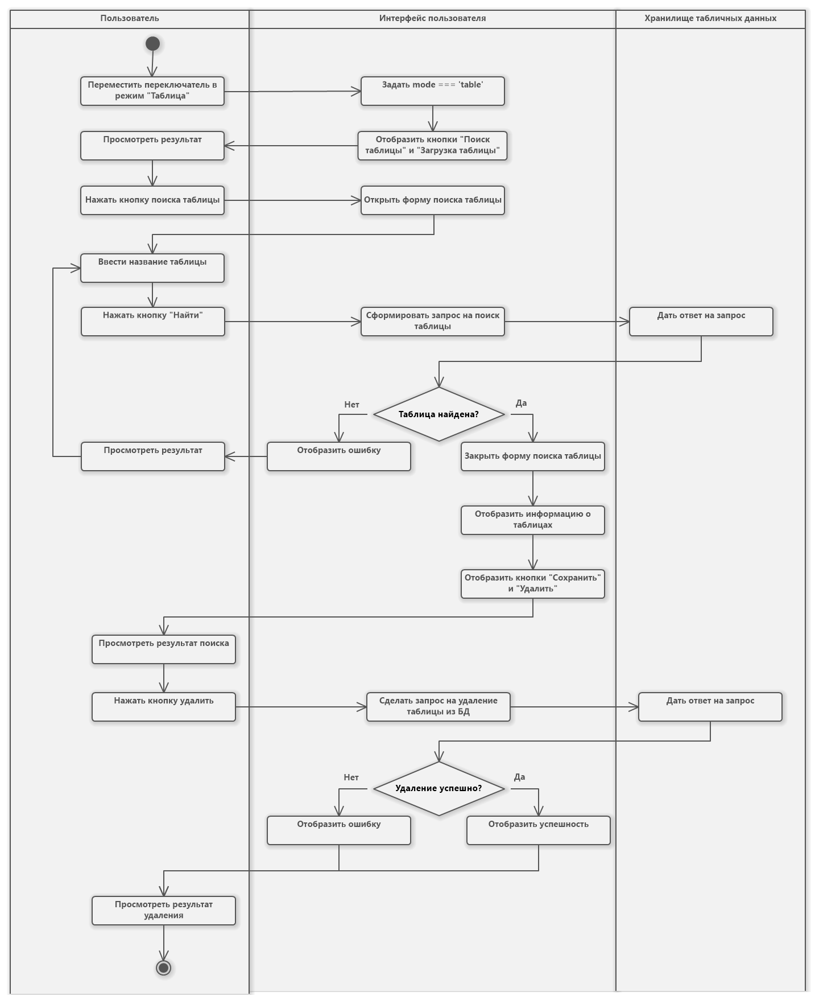 Пользователь
Интерфейс пользователя
Хранилище табличных данных
Переместить переключатель в
режим "Таблица"
Задать mode === 'table'
Просмотреть результат
Отобразить кнопки "Поиск
таблицы" и "Загрузка таблицы"
Нажать кнопку поиска таблицы
Открыть форму поиска таблицы
Ввести название таблицы
Нажать кнопку "Найти"
Сформировать запрос на поиск
таблицы
Дать ответ на запрос
Таблица найдена?
Нет
Да
Просмотреть результат
Отобразить ошибку
Закрыть форму поиска таблицы
Отобразить информацию о
таблицах
Отобразить кнопки "Сохранить"
и "Удалить"
Просмотреть результат поиска
Нажать кнопку удалить
Сделать запрос на удаление
таблицы из БД
Дать ответ на запрос
Удаление успешно?
Нет
Да
Отобразить ошибку
Отобразить успешность
Просмотреть результат
удаления